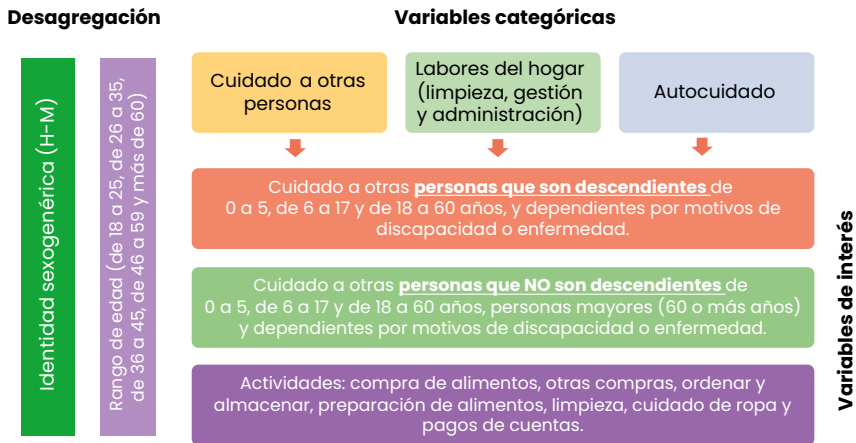 Desagregación
Variables categóricas
Identidad sexogenérica (H-M)
Rango de edad (de 18 a 25, de 26 a 35,
de 36 a 45, de 46 a 59 y más de 60)
Cuidado a otras
personas
Labores del hogar
(limpieza, gestión
y administración)
Autocuidado
Cuidado a otras personas que son descendientes de
0 a 5, de 6 a 17 y de 18 a 60 años, y dependientes por motivos de
discapacidad o enfermedad.
Cuidado a otras personas que NO son descendientes de
0 a 5, de 6 a 17 y de 18 a 60 años, personas mayores (60 o más años)
y dependientes por motivos de discapacidad o enfermedad.
Actividades: compra de alimentos, otras compras, ordenar y
almacenar, preparación de alimentos, limpieza, cuidado de ropa y
pagos de cuentas.
Variables de interés